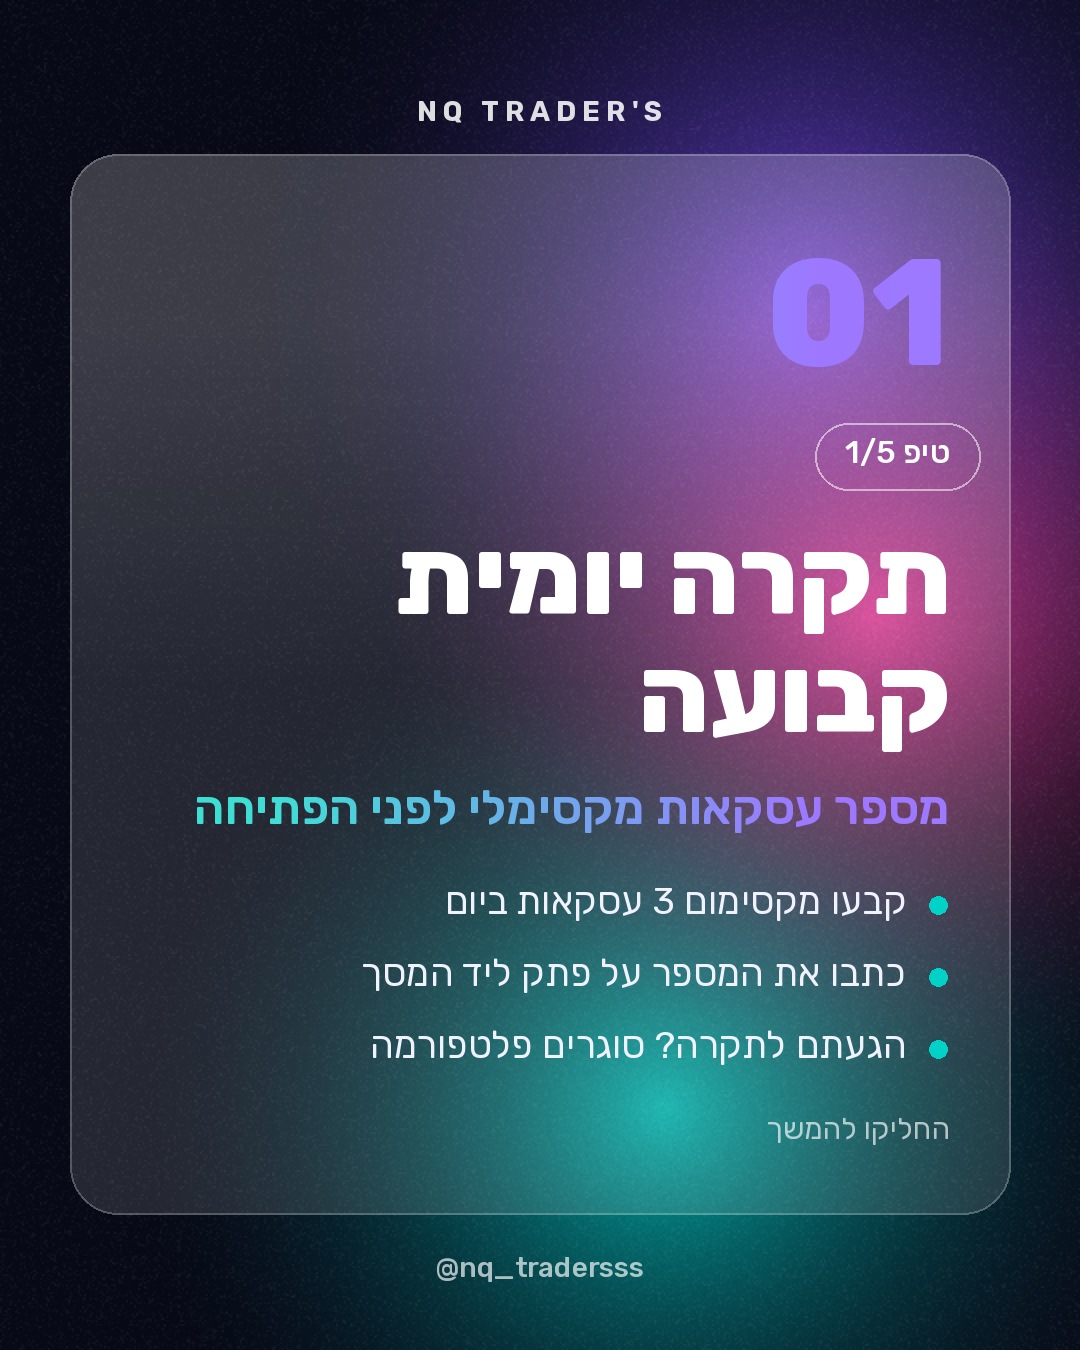 NQ TRADER'S
01
טיפ 1/5
תקרה יומית
קבועה
מספר עסקאות מקסימלי לפני הפתיחה
קבעו מקסימום 3 עסקאות ביום
כתבו את המספר על פתק ליד המסך
הגעתם לתקרה? סוגרים פלטפורמה
החליקו להמשך
@nq_tradersss